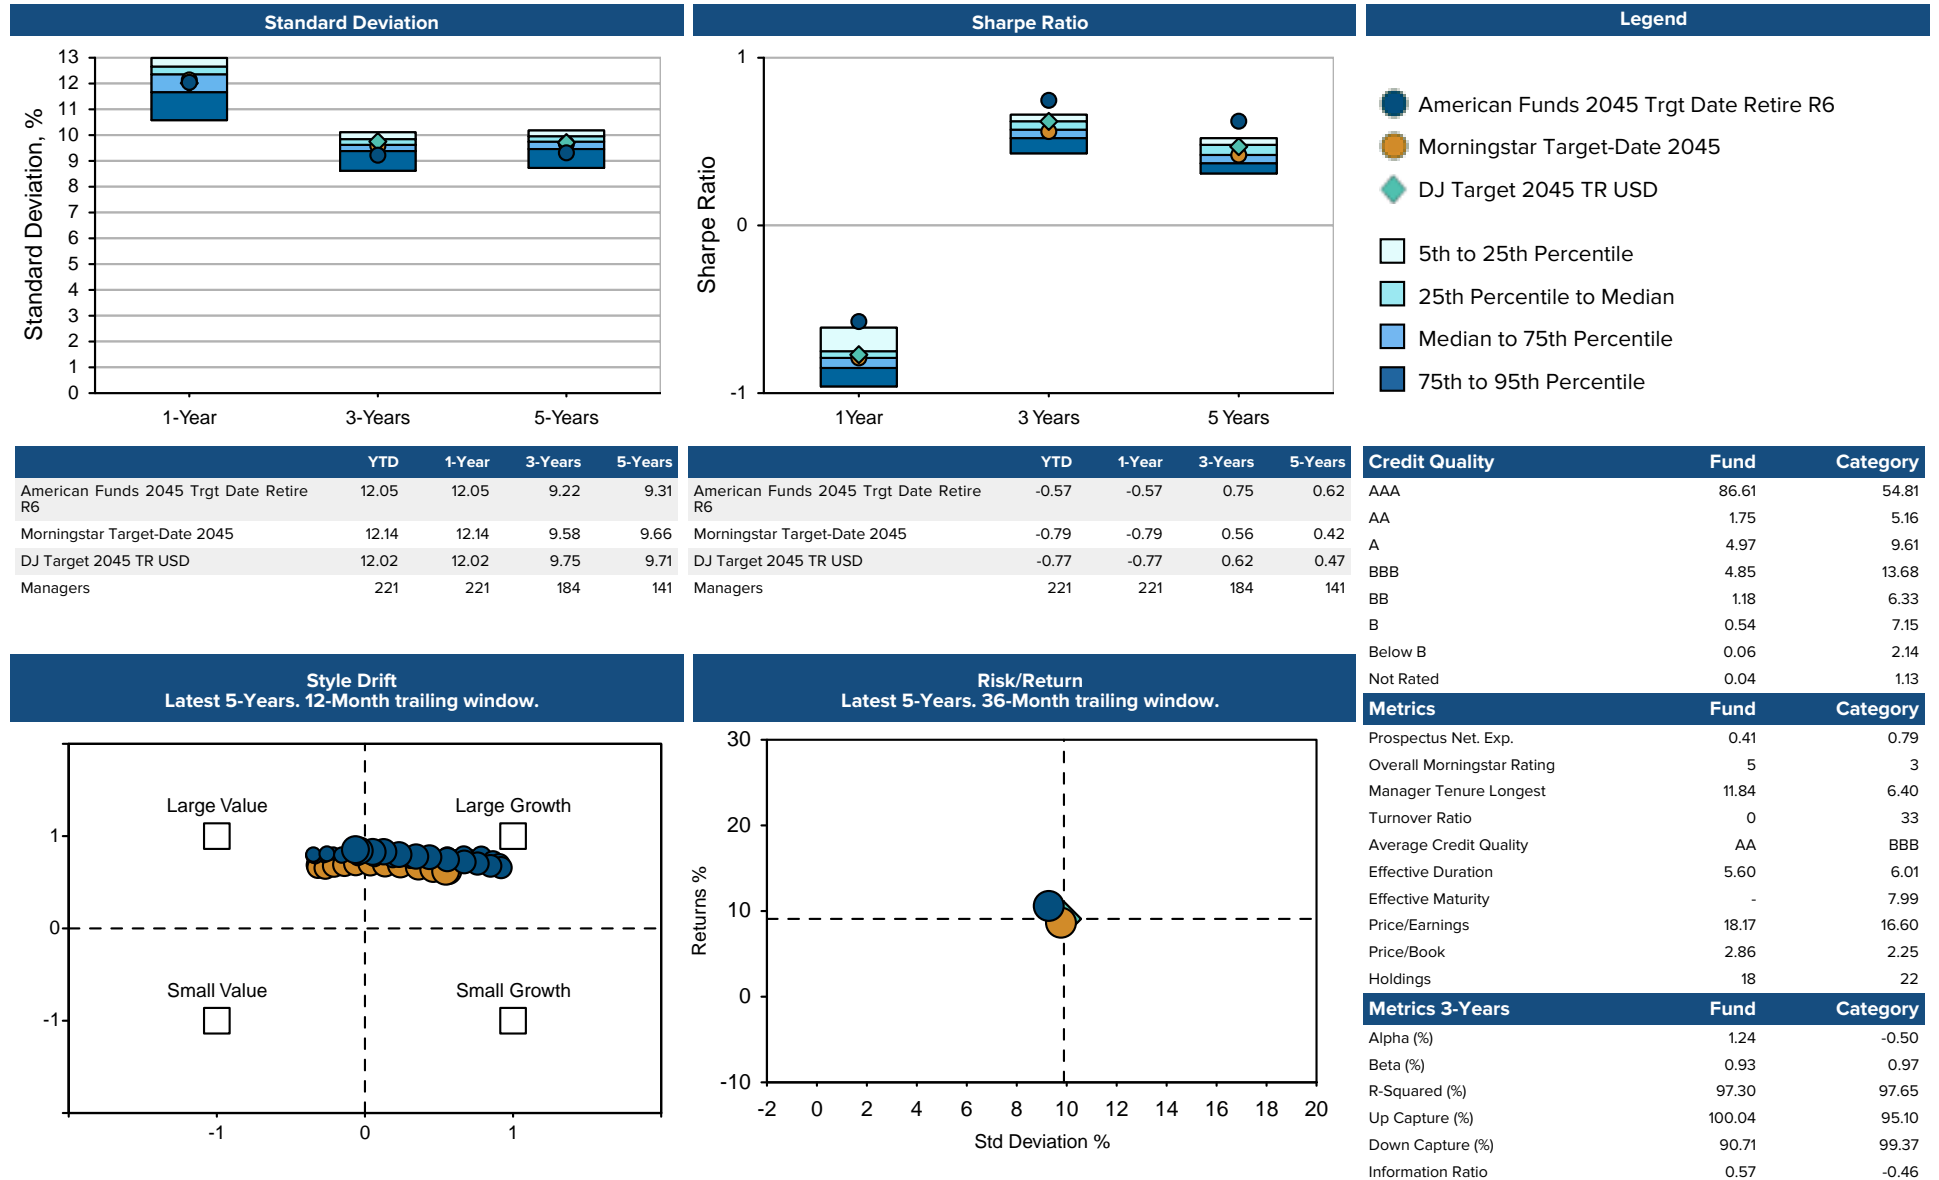 Standard Deviation
13
12
11
10
9
8
7
6
5
4
3
2
1
0
Standard Deviation, %
1-Year 3-Years 5-Years
Sharpe Ratio
1
0
-1
Sharpe Ratio
1Year 3 Years 5 Years
Legend
American Funds 2045 Trgt Date Retire R6
Morningstar Target-Date 2045
DJ Target 2045 TR USD
5th to 25th Percentile
25th Percentile to Median
Median to 75th Percentile
75th to 95th Percentile
YTD 1-Year 3-Years 5-Years
American Funds 2045 Trgt Date Retire 12.05 12.05 9.22 9.31
R6
Morningstar Target-Date 2045 12.14 12.14 9.58 9.66
DJ Target 2045 TR USD 12.02 12.02 9.75 9.71
Managers 221 221 184 141
YTD 1-Year 3-Years 5-Years
American Funds 2045 Trgt Date Retire -0.57 -0.57 0.75 0.62
R6
Morningstar Target-Date 2045 -0.79 -0.79 0.56 0.42
DJ Target 2045 TR USD -0.77 -0.77 0.62 0.47
Managers 221 221 184 141
Credit Quality Fund Category
AAA 86.61 54.81
AA 1.75 5.16
A 4.97 9.61
BBB 4.85 13.68
BB 1.18 6.33
B 0.54 7.15
Below B 0.06 2.14
Not Rated 0.04 1.13
Metrics Fund Category
Prospectus Net. Exp. 0.41 0.79
Overall Morningstar Rating 5 3
Manager Tenure Longest 11.84 6.40
Turnover Ratio 0 33
Average Credit Quality AA BBB
Effective Duration 5.60 6.01
Effective Maturity - 7.99
Price/Earnings 18.17 16.60
Price/Book 2.86 2.25
Holdings 18 22
Metrics 3-Years Fund Category
Alpha (%) 1.24 -0.50
Beta (%) 0.93 0.97
R-Squared (%) 97.30 97.65
Up Capture (%) 100.04 95.10
Down Capture (%) 90.71 99.37
Information Ratio 0.57 -0.46
Style Drift
Latest 5-Years. 12-Month trailing window.
Large Value Large Growth
1
0
Small Value Small Growth
-1
-1 0 1
Risk/Return
Latest 5-Years. 36-Month trailing window.
30
20
10
0
-10
Returns %
-2 0 2 4 6 8 10 12 14 16 18 20
Std Deviation %